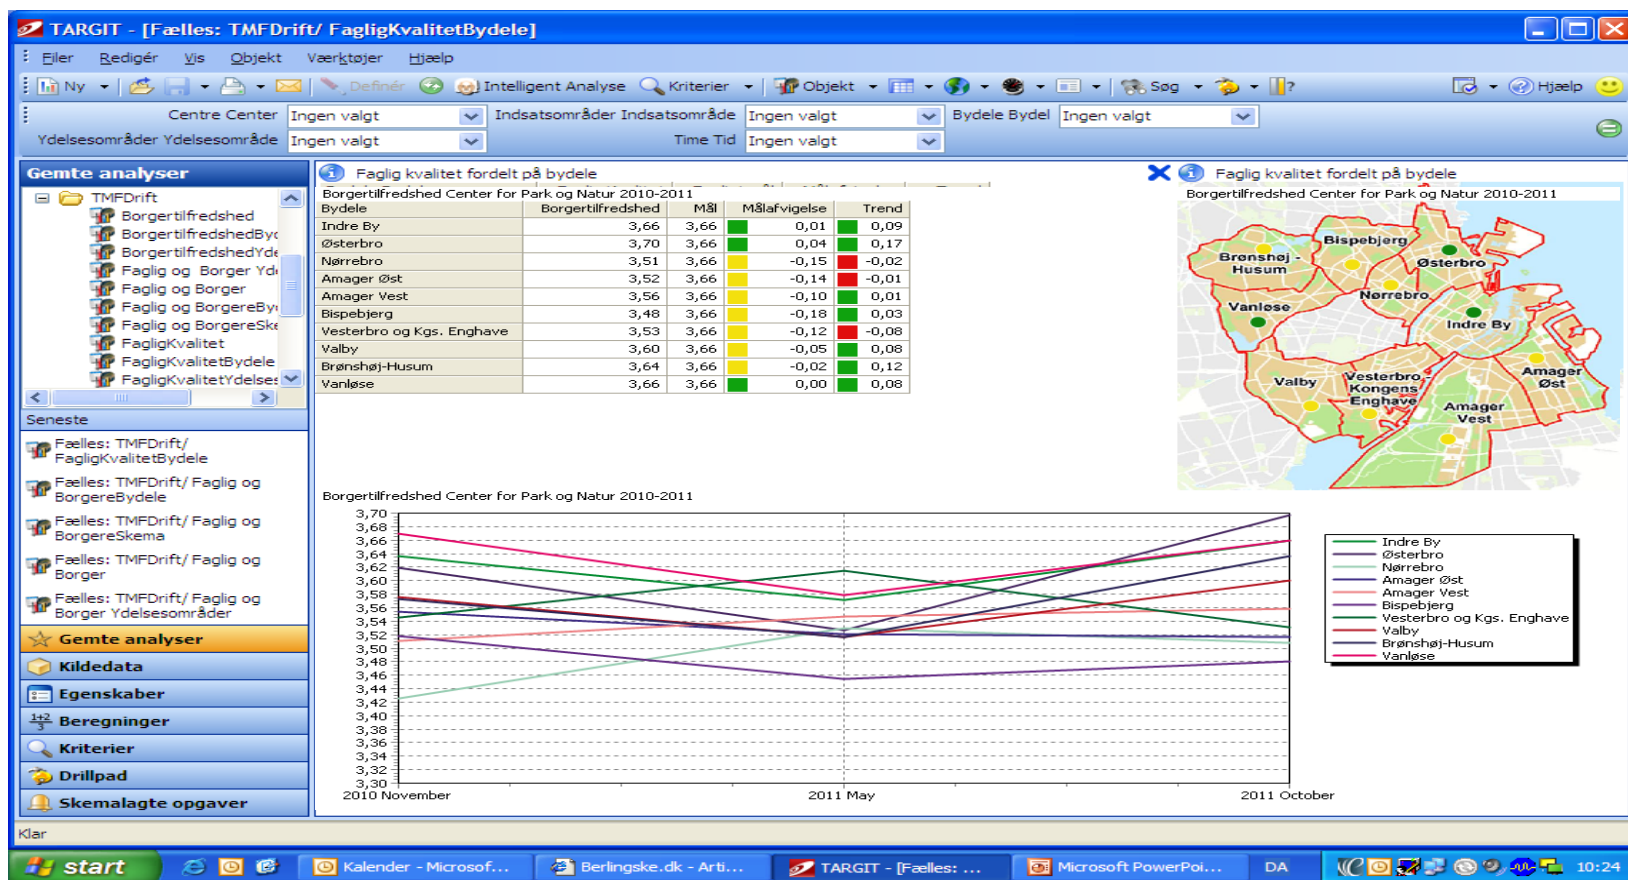 TARGIT - [Fælles: TMFDrift/ FagligKvalitetBydele]
Filer Redigér Vis Objekt Værktøjer Hjælp
Ny Definér Intelligent Analyse Kriterier Objekt Søg ? Hjælp
Centre Center Ingen valgt Indsatsområder Indsatsområde Ingen valgt Bydele Bydel Ingen valgt
Ydelsesområder Ydelsesområde Ingen valgt Time Tid Ingen valgt
Gemte analyser
TMFDrift
Borgertilfredshed
BorgertilfredshedByd
BorgertilfredshedYde
Faglig og Borger Yd
Faglig og Borger
Faglig og BorgereBy
Faglig og BorgereSke
FagligKvalitet
FagligKvalitetBydele
FagligKvalitetYdelses
Seneste
Fælles: TMFDrift/
FagligKvalitetBydele
Fælles: TMFDrift/ Faglig og
BorgereBydele
Fælles: TMFDrift/ Faglig og
BorgereSkema
Fælles: TMFDrift/ Faglig og
Borger
Fælles: TMFDrift/ Faglig og
Borger Ydelsesområder
Gemte analyser
Kildedata
Egenskaber
Beregninger
Kriterier
Drillpad
Skemalagte opgaver
Faglig kvalitet fordelt på bydele
Borgertilfredshed Center for Park og Natur 2010-2011
Bydele Borgertilfredshed Mål Målafvigelse Trend
Indre By 3,66 3,66 0,01 0,09
Østerbro 3,70 3,66 0,04 0,17
Nørrebro 3,51 3,66 -0,15 -0,02
Amager Øst 3,52 3,66 -0,14 -0,01
Amager Vest 3,56 3,66 -0,10 0,01
Bispebjerg 3,48 3,66 -0,18 0,03
Vesterbro og Kgs. Enghave 3,53 3,66 -0,12 -0,08
Valby 3,60 3,66 -0,05 0,08
Brønshøj-Husum 3,64 3,66 -0,02 0,12
Vanløse 3,66 3,66 0,00 0,08
Faglig kvalitet fordelt på bydele
Borgertilfredshed Center for Park og Natur 2010-2011
Bispebjerg
Brønshøj -
Husum
Østerbro
Nørrebro
Vanløse
Indre By
Amager
Øst
Valby
Vesterbro -
Kongens
Enghave
Amager
Vest
Borgertilfredshed Center for Park og Natur 2010-2011
3,70
3,68
3,66
3,64
3,62
3,60
3,58
3,56
3,54
3,52
3,50
3,48
3,46
3,44
3,42
3,40
3,38
3,36
3,34
3,32
3,30
2010 November 2011 May 2011 October
Indre By
Østerbro
Nørrebro
Amager Øst
Amager Vest
Bispebjerg
Vesterbro og Kgs. Enghave
Valby
Brønshøj-Husum
Vanløse
Klar
start Kalender - Microsof... Berlingske.dk - Arti... TARGIT - [Fælles: ... Microsoft PowerPoi... DA 10:24